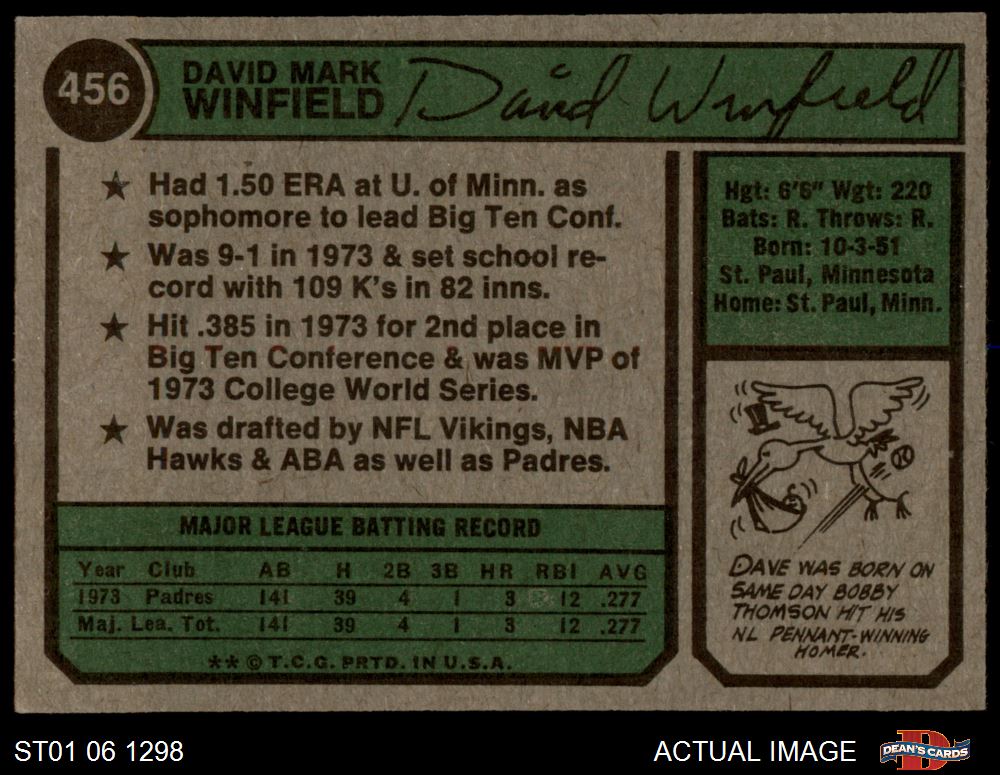 456
DAVID MARK
WINFIELD
David Winfield
★ Had 1.50 ERA at U. of Minn. as
sophomore to lead Big Ten Conf.
★ Was 9-1 in 1973 & set school re-
cord with 109 K's in 82 inns.
★ Hit .385 in 1973 for 2nd place in
Big Ten Conference & was MVP of
1973 College World Series.
★ Was drafted by NFL Vikings, NBA
Hawks & ABA as well as Padres.
Hgt: 6'6" Wgt: 220
Bats: R. Throws: R.
Born: 10-3-51
St. Paul, Minnesota
Home: St. Paul, Minn.
DAVE WAS BORN ON
SAME DAY BOBBY
THOMSON HIT HIS
NL PENNANT-WINNING
HOMER.
MAJOR LEAGUE BATTING RECORD
Year Club AB H 2B 3B HR RBI AVG
1973 Padres 141 39 4 1 3 12 .277
Maj. Lea. Tot. 141 39 4 1 3 12 .277
** © T.C.G. PRTD. IN U.S.A.
ST01 06 1298
ACTUAL IMAGE
D
DEAN'S CARDS